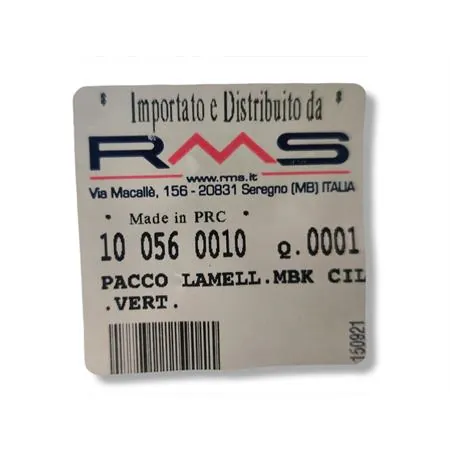 Importato e Distribuito da
RMS
www.rms.it
Via Macallè, 156 - 20831 Seregno (MB) ITALIA
• Made in PRC •
10 056 0010 Q.0001
PACCO LAMELL.MBK CIL
.VERT.
150921